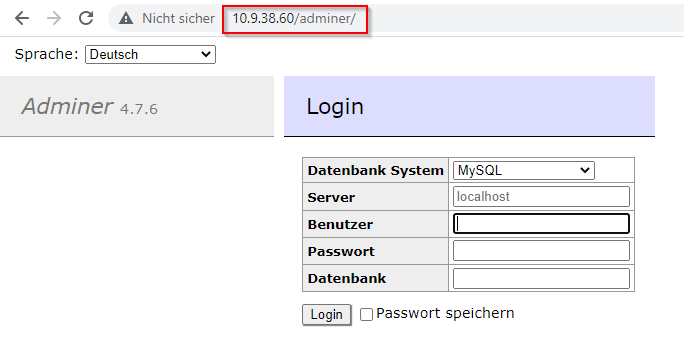 Nicht sicher 10.9.38.60/adminer/
Sprache: Deutsch
Adminer 4.7.6
Login
Datenbank System MySQL
Server localhost
Benutzer
Passwort
Datenbank
Login Passwort speichern